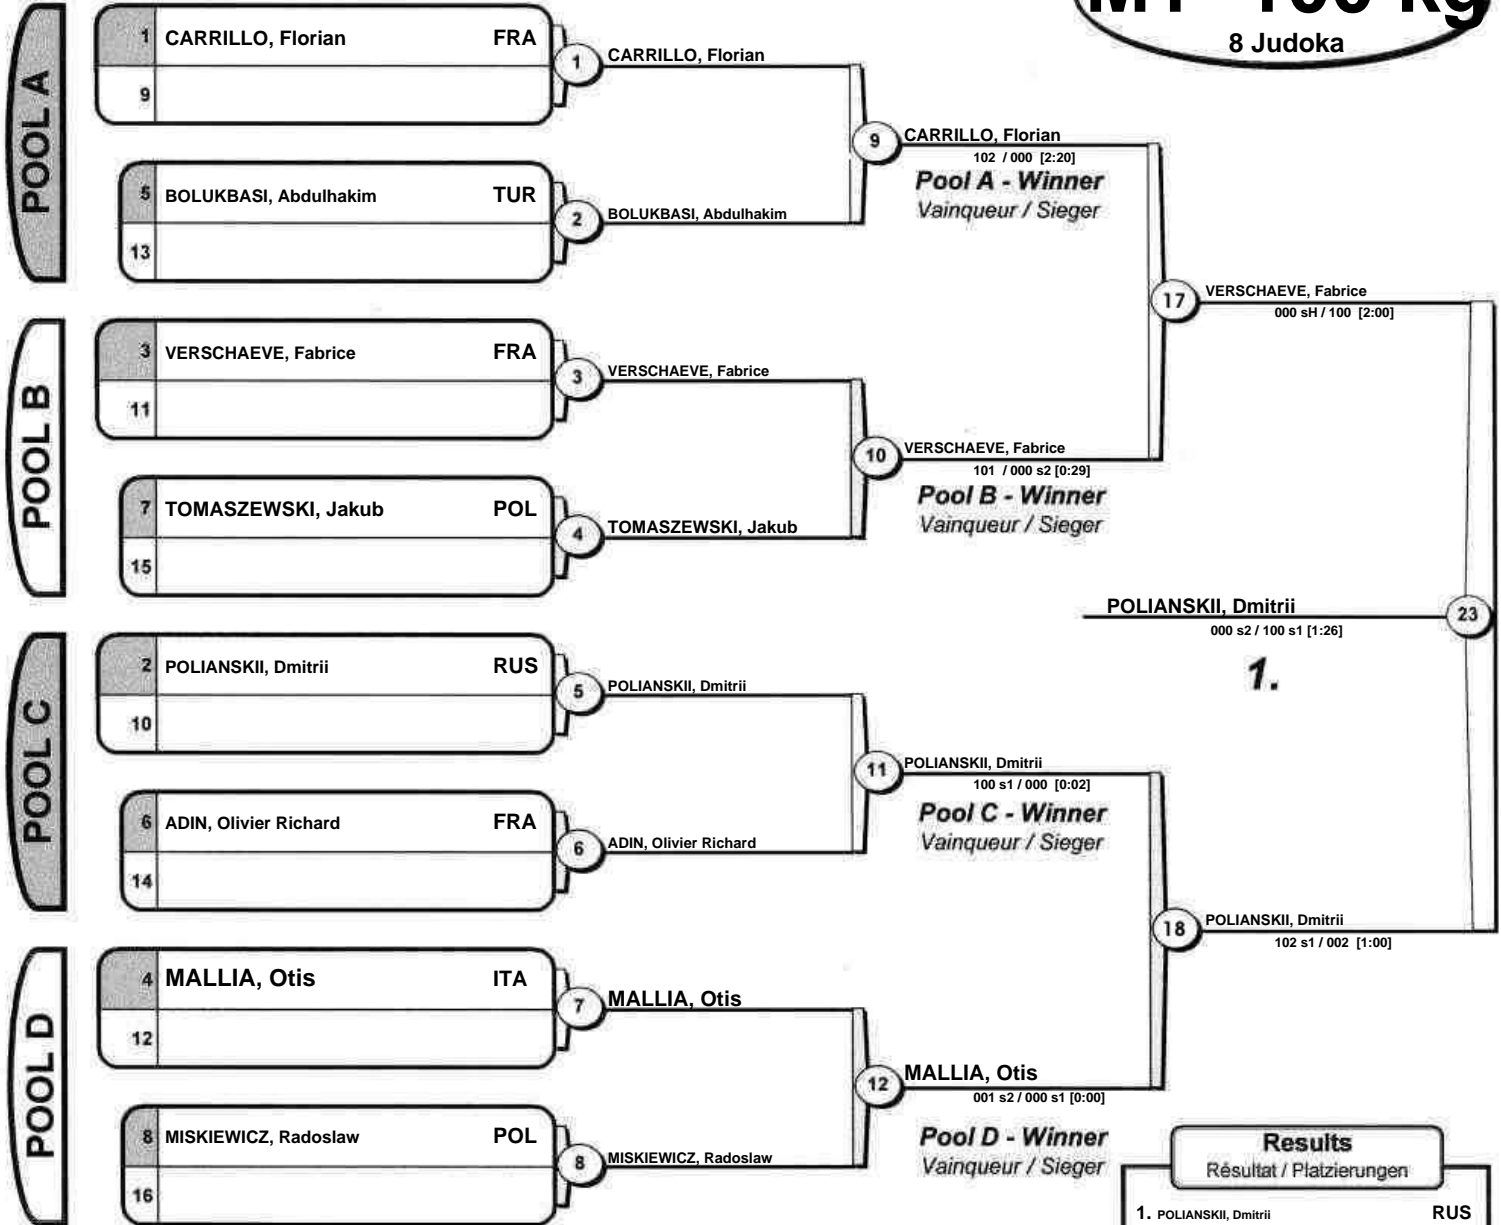 8 Judoka
POOL A
1 CARRILLO, Florian FRA
9
5 BOLUKBASI, Abdulhakim TUR
13
1 CARRILLO, Florian
2 BOLUKBASI, Abdulhakim
9 CARRILLO, Florian
102 / 000 [2:20]
Pool A - Winner
Vainqueur / Sieger
POOL B
3 VERSCHAEVE, Fabrice FRA
11
7 TOMASZEWSKI, Jakub POL
15
3 VERSCHAEVE, Fabrice
4 TOMASZEWSKI, Jakub
10 VERSCHAEVE, Fabrice
101 / 000 s2 [0:29]
Pool B - Winner
Vainqueur / Sieger
17 VERSCHAEVE, Fabrice
000 sH / 100 [2:00]
POOL C
2 POLIANSKII, Dmitrii RUS
10
6 ADIN, Olivier Richard FRA
14
5 POLIANSKII, Dmitrii
6 ADIN, Olivier Richard
11 POLIANSKII, Dmitrii
100 s1 / 000 [0:02]
Pool C - Winner
Vainqueur / Sieger
POOL D
4 MALLIA, Otis ITA
12
8 MISKIEWICZ, Radoslaw POL
16
7 MALLIA, Otis
8 MISKIEWICZ, Radoslaw
12 MALLIA, Otis
001 s2 / 000 s1 [0:00]
Pool D - Winner
Vainqueur / Sieger
18 POLIANSKII, Dmitrii
102 s1 / 002 [1:00]
POLIANSKII, Dmitrii 23
000 s2 / 100 s1 [1:26]
1.
Results
Résultat / Platzierungen
1. POLIANSKII, Dmitrii RUS